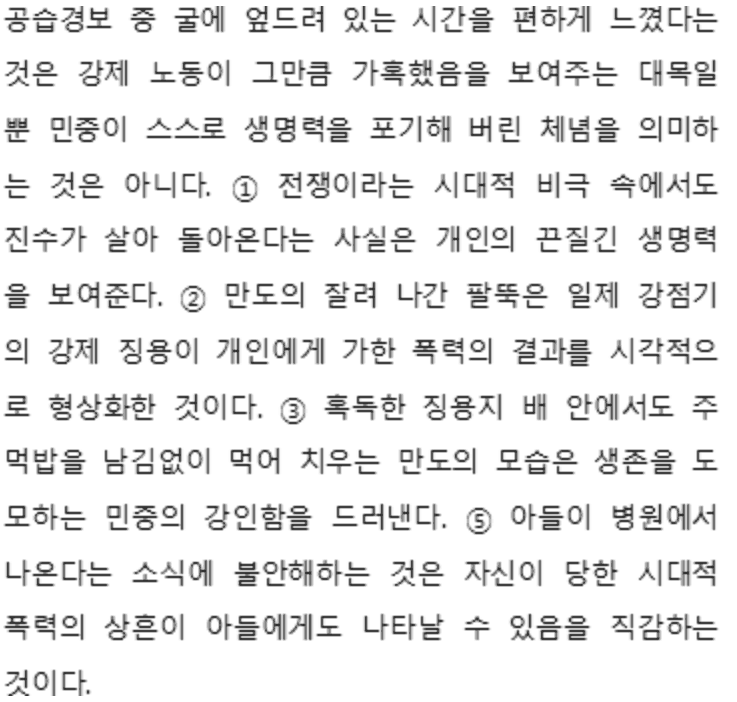 공습경보 중 굴에 엎드려 있는 시간을 편하게 느꼈다는
것은 강제 노동이 그만큼 가혹했음을 보여주는 대목일
뿐 민중이 스스로 생명력을 포기해 버린 체념을 의미하
는 것은 아니다. ① 전쟁이라는 시대적 비극 속에서도
진수가 살아 돌아온다는 사실은 개인의 끈질긴 생명력
을 보여준다. ② 만도의 잘려 나간 팔뚝은 일제 강점기
의 강제 징용이 개인에게 가한 폭력의 결과를 시각적으
로 형상화한 것이다. ③ 혹독한 징용지 배 안에서도 주
먹밥을 남김없이 먹어 치우는 만도의 모습은 생존을 도
모하는 민중의 강인함을 드러낸다. ⑤ 아들이 병원에서
나온다는 소식에 불안해하는 것은 자신이 당한 시대적
폭력의 상흔이 아들에게도 나타날 수 있음을 직감하는
것이다.